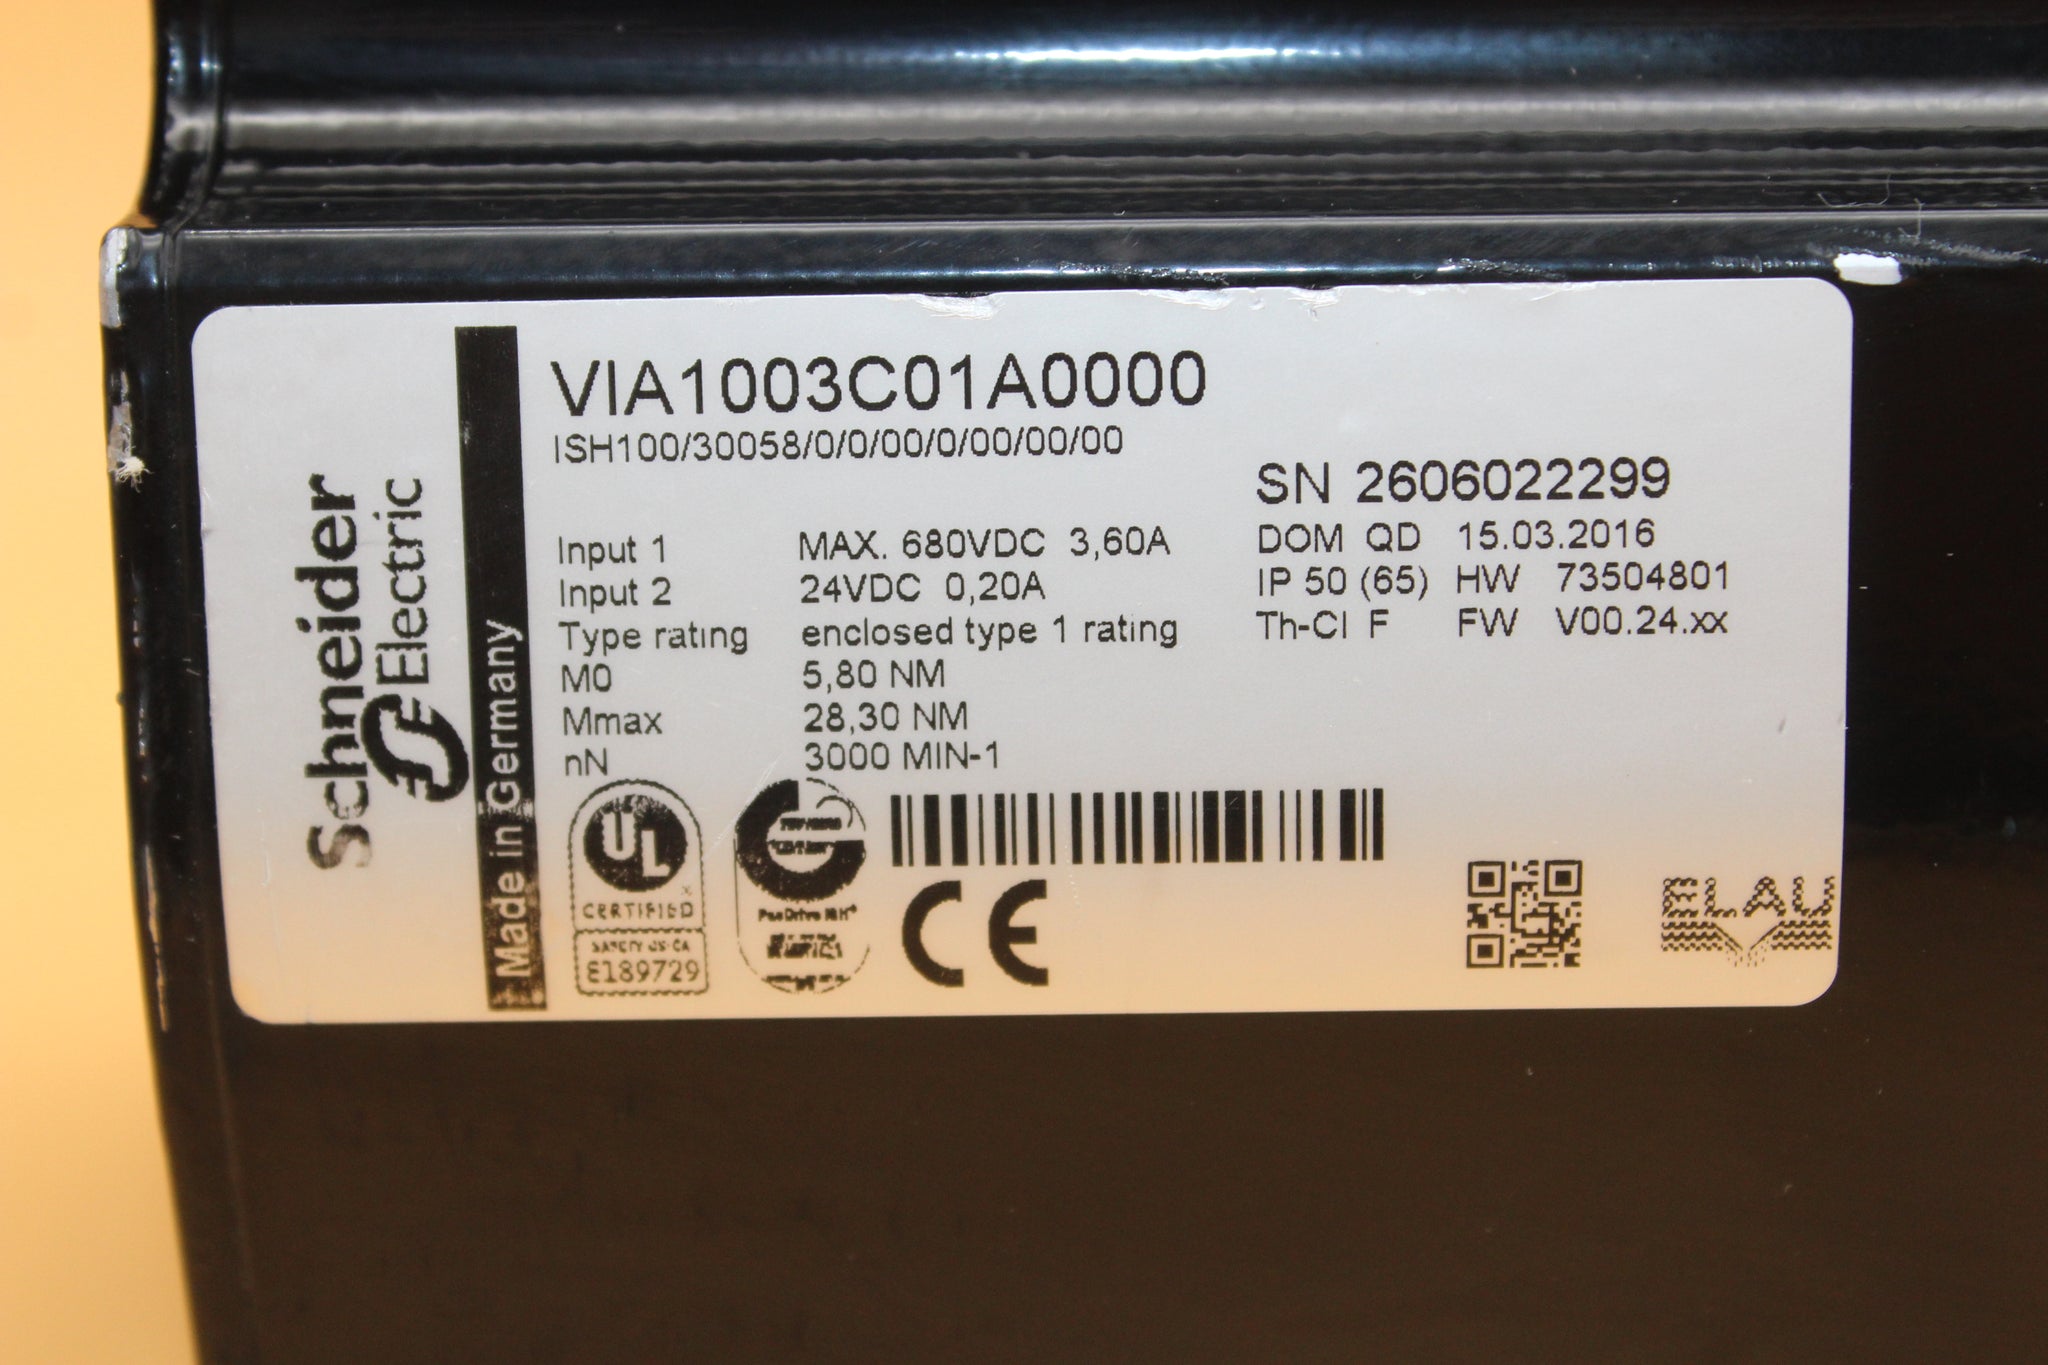 Schneider
Electric
Made in Germany
VIA1003C01A0000
ISH100/30058/0/0/00/0/00/00/00
SN 2606022299
Input 1 MAX. 680VDC 3,60A
DOM QD 15.03.2016
Input 2 24VDC 0,20A
IP 50 (65) HW 73504801
Type rating enclosed type 1 rating
Th-Cl F FW V00.24.xx
M0 5,80 NM
Mmax 28,30 NM
nN 3000 MIN-1
UL
CERTIFIED
SAFETY US-CA
E189729
CE
ELAU